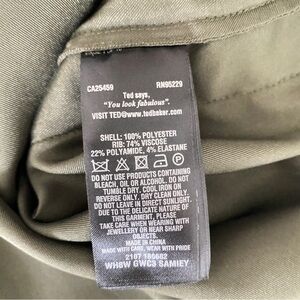 CA25459 RN95229
Ted says,
"You look fabulous".
VISIT TED@www.tedbaker.com
SHELL: 100% POLYESTER
RIB: 74% VISCOSE
22% POLYAMIDE, 4% ELASTANE
DO NOT USE PRODUCTS CONTAINING
BLEACH, OIL, OR ALCOHOL. DO NOT
TUMBLE DRY. COOL IRON ON
REVERSE ONLY. DRY CLEAN ONLY.
DO NOT LEAVE IN DIRECT SUNLIGHT.
DUE TO THE DELICATE NATURE OF
THIS GARMENT, PLEASE
TAKE CARE WHEN WEARING WITH
JEWELLERY OR NEAR SHARP
OBJECTS.
MADE IN CHINA
MADE WITH CARE, WEAR WITH PRIDE
WH8W GWC3 SAMIEY